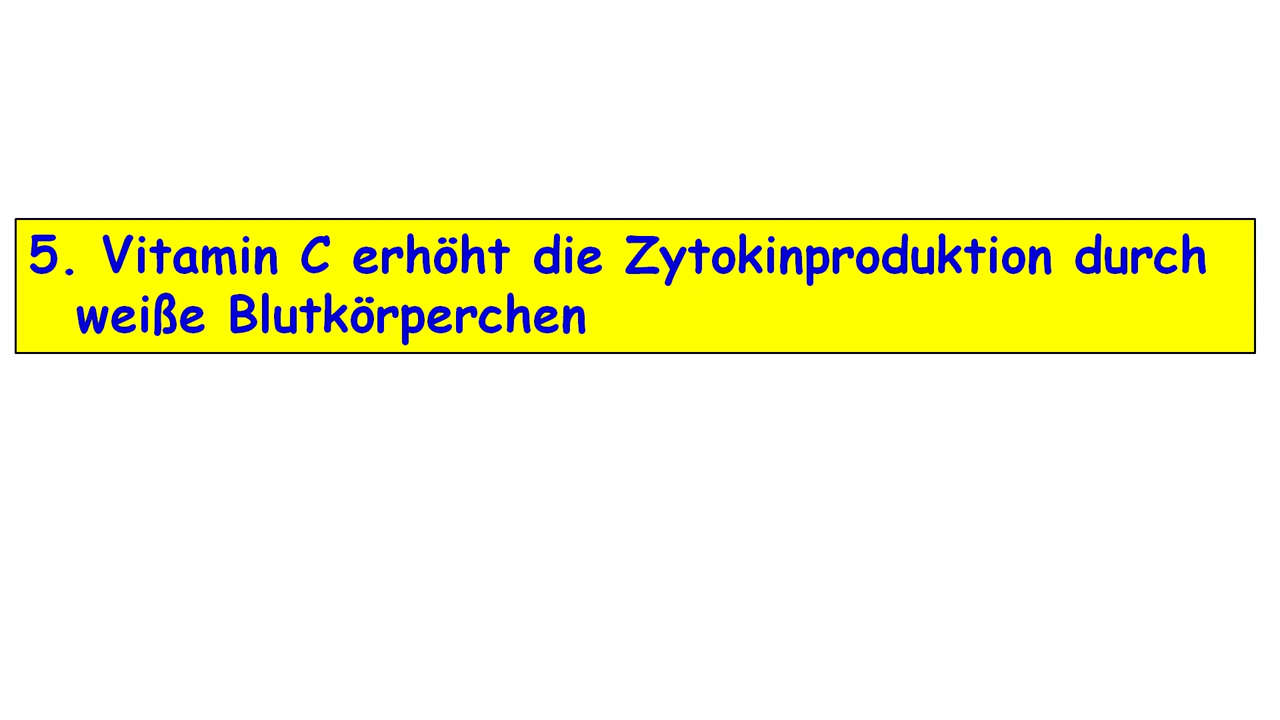 5. Vitamin C erhöht die Zytokinproduktion durch
weiße Blutkörperchen